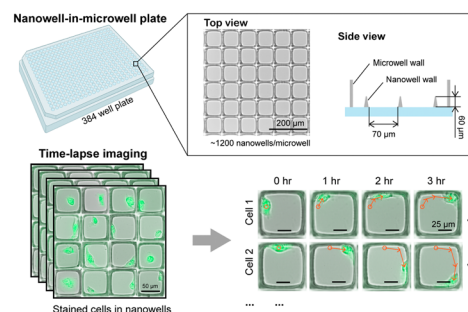 Nanowell-in-microwell plate
384 well plate
Top view
200 µm
~1200 nanowells/microwell
Side view
Microwell wall
Nanowell wall
70 µm
60 µm
Time-lapse imaging
50 µm
Stained cells in nanowells
0 hr
1 hr
2 hr
3 hr
Cell 1
25 µm
Cell 2
...
...